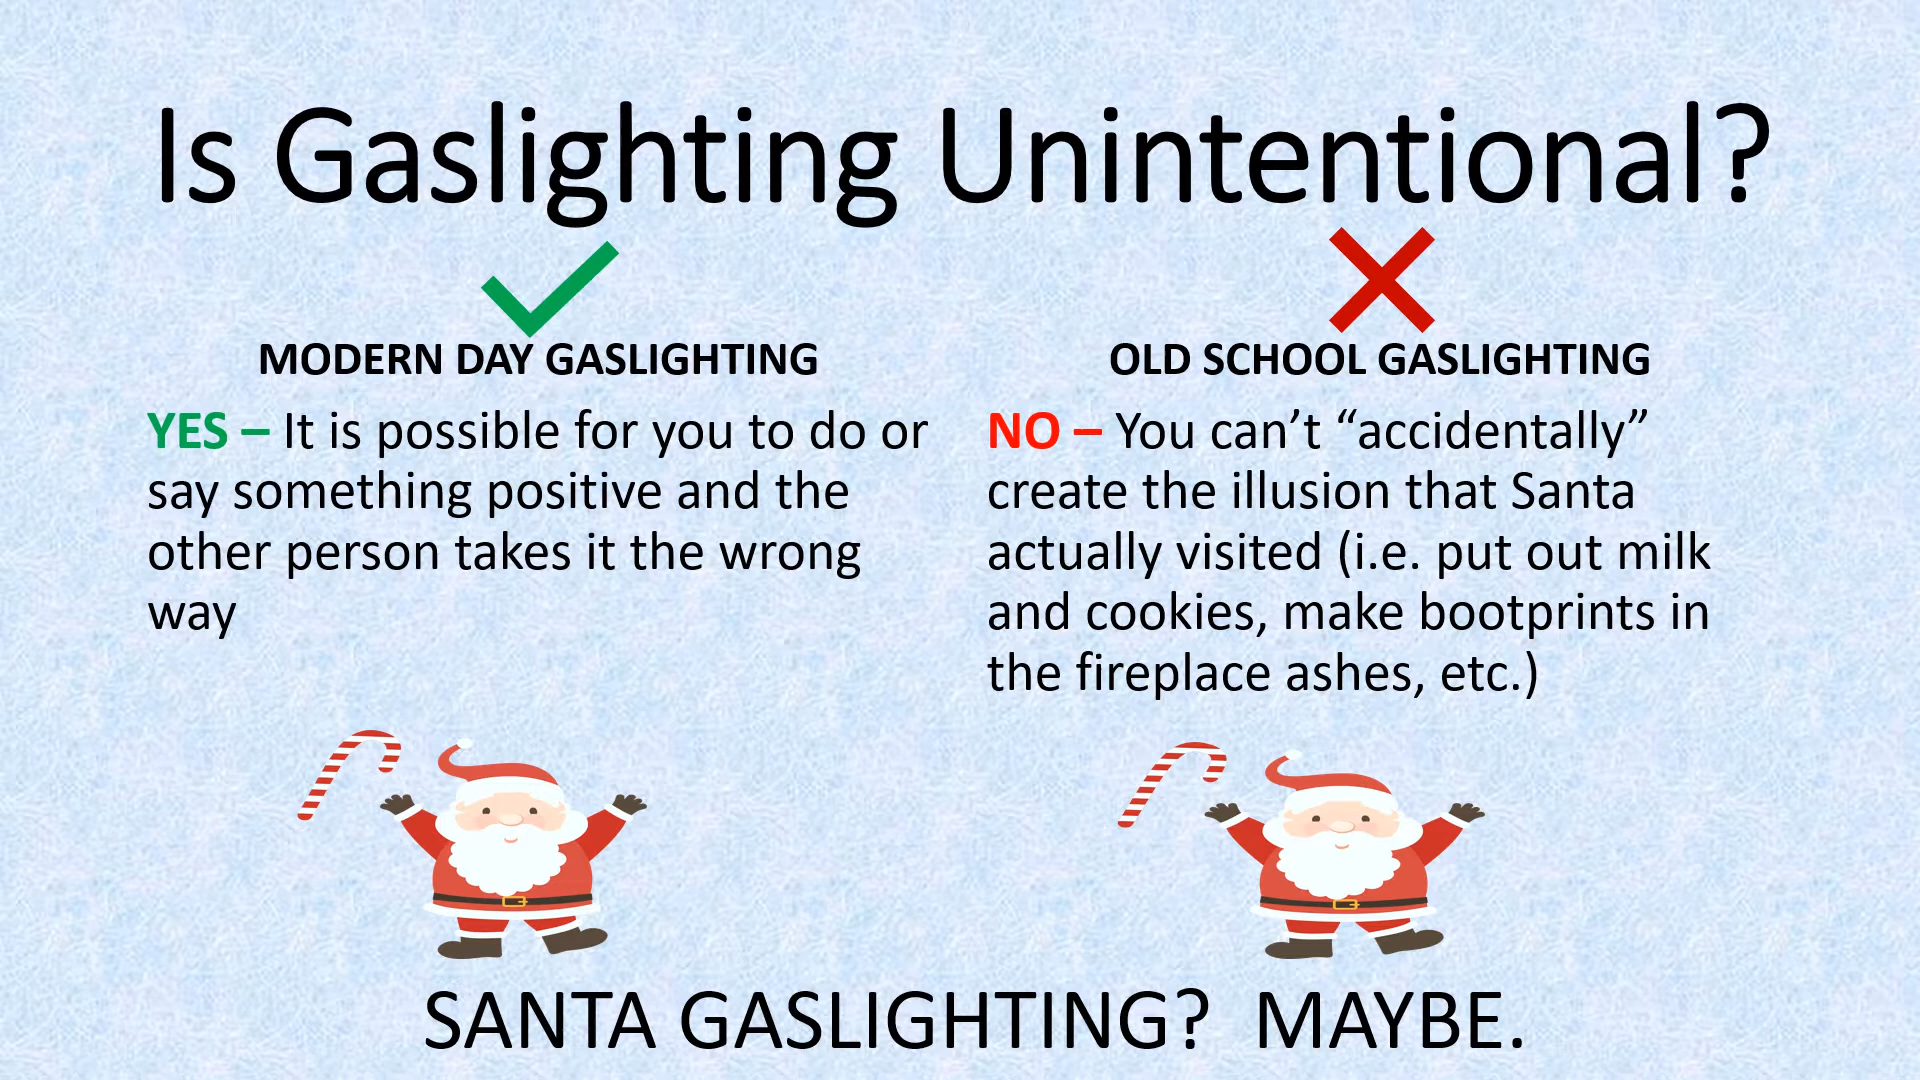 Is Gaslighting Unintentional?
MODERN DAY GASLIGHTING
YES – It is possible for you to do or
say something positive and the
other person takes it the wrong
way
OLD SCHOOL GASLIGHTING
NO – You can’t “accidentally”
create the illusion that Santa
actually visited (i.e. put out milk
and cookies, make bootprints in
the fireplace ashes, etc.)
SANTA GASLIGHTING?  MAYBE.